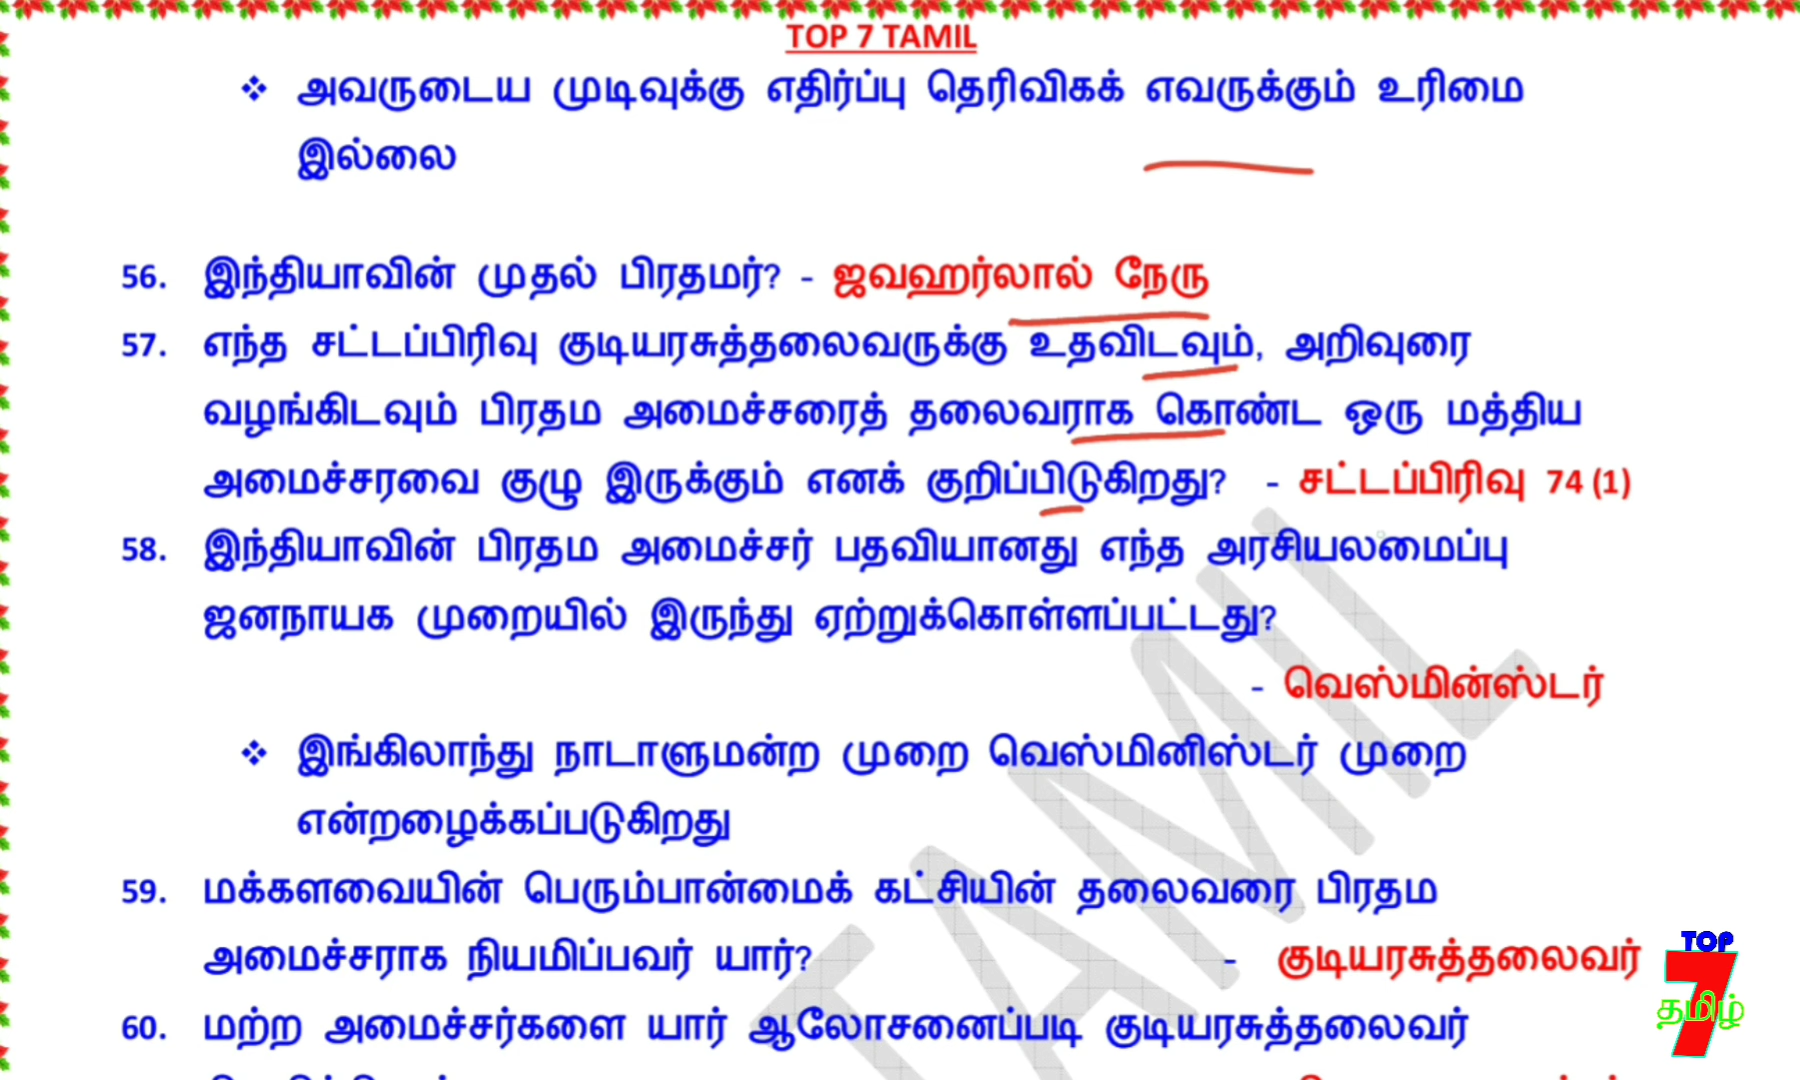 TOP 7 TAMIL
❖ அவருடைய முடிவுக்கு எதிர்ப்பு தெரிவிகக் எவருக்கும் உரிமை
இல்லை
56. இந்தியாவின் முதல் பிரதமர்? - ஜவஹர்லால் நேரு
57. எந்த சட்டப்பிரிவு குடியரசுத்தலைவருக்கு உதவிடவும், அறிவுரை
வழங்கிடவும் பிரதம அமைச்சரைத் தலைவராக கொண்ட ஒரு மத்திய
அமைச்சரவை குழு இருக்கும் எனக் குறிப்பிடுகிறது? - சட்டப்பிரிவு 74 (1)
58. இந்தியாவின் பிரதம அமைச்சர் பதவியானது எந்த அரசியலமைப்பு
ஜனநாயக முறையில் இருந்து ஏற்றுக்கொள்ளப்பட்டது?
- வெஸ்மின்ஸ்டர்
❖ இங்கிலாந்து நாடாளுமன்ற முறை வெஸ்மினிஸ்டர் முறை
என்றழைக்கப்படுகிறது
59. மக்களவையின் பெரும்பான்மைக் கட்சியின் தலைவரை பிரதம
அமைச்சராக நியமிப்பவர் யார்? - குடியரசுத்தலைவர்
60. மற்ற அமைச்சர்களை யார் ஆலோசனைப்படி குடியரசுத்தலைவர்
TAMIL
TOP
7
தமிழ்